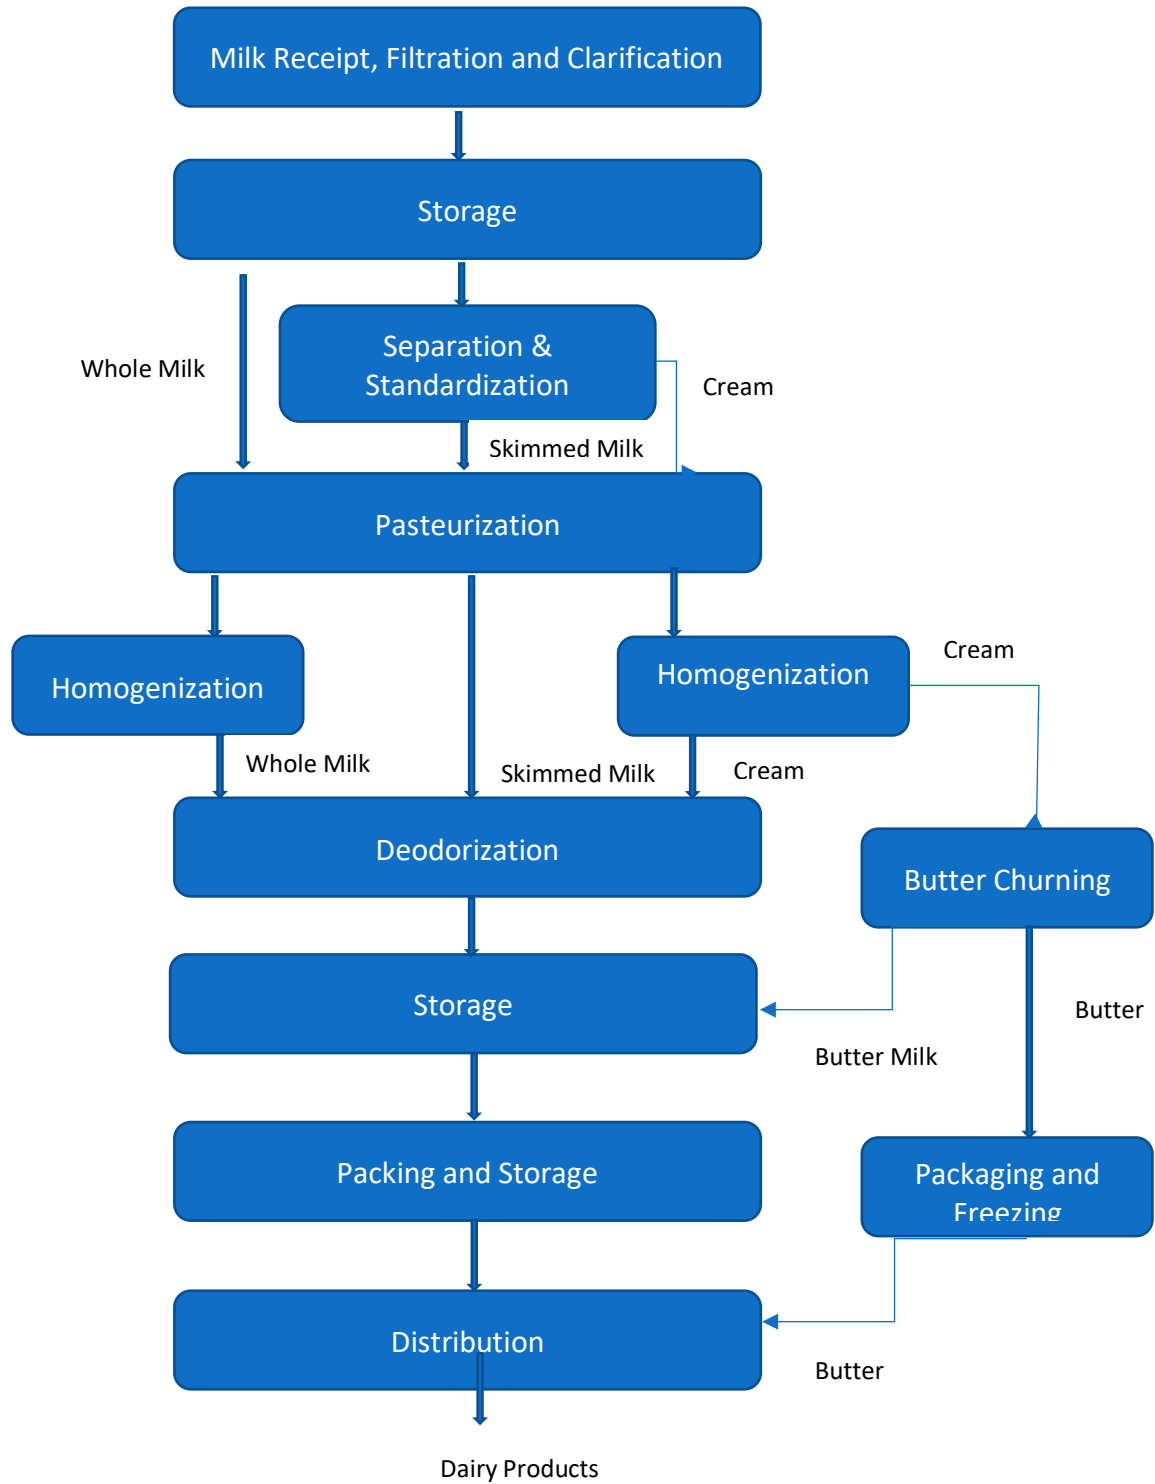 Milk Receipt, Filtration and Clarification
Storage
Whole Milk
Separation &
Standardization
Cream
Skimmed Milk
Pasteurization
Homogenization
Homogenization
Cream
Whole Milk
Skimmed Milk
Cream
Deodorization
Butter Churning
Storage
Butter
Butter Milk
Packing and Storage
Packaging and
Freezing
Distribution
Butter
Dairy Products